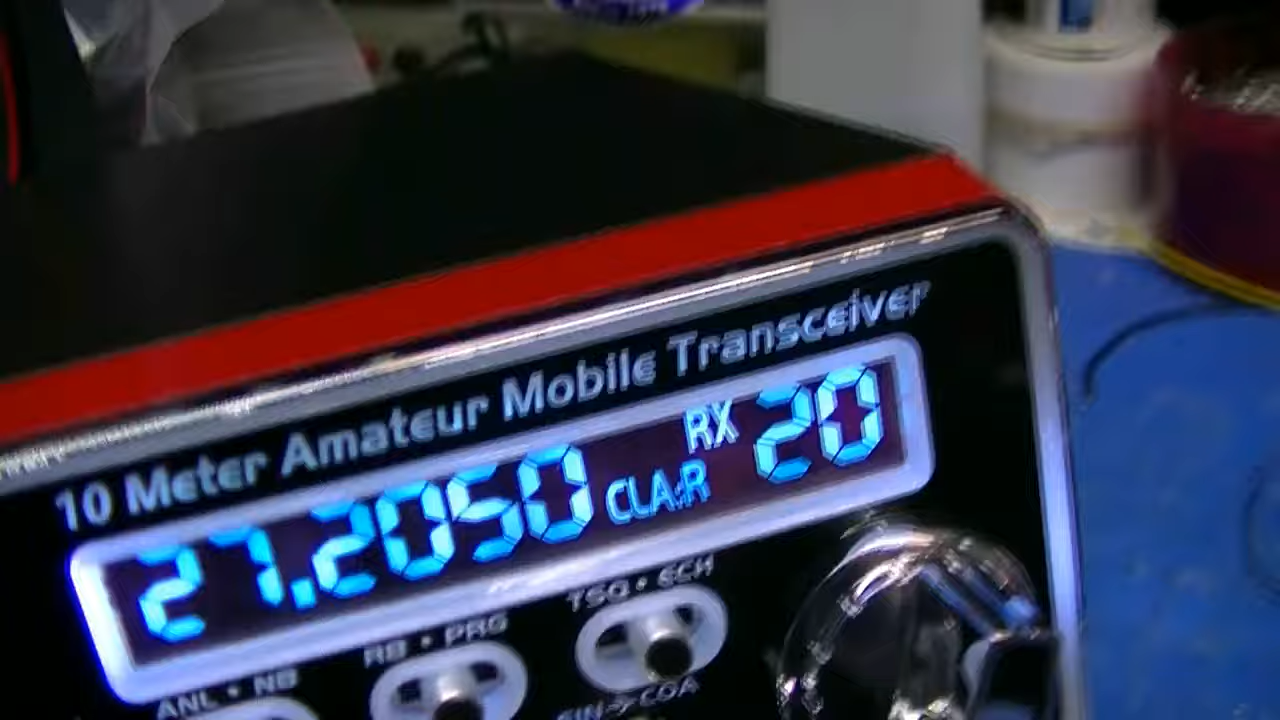 10 Meter Amateur Mobile Transceiver
RX 20
27.2050 CLAR
TSQ • ECH
RB • PRG
ANL • NB